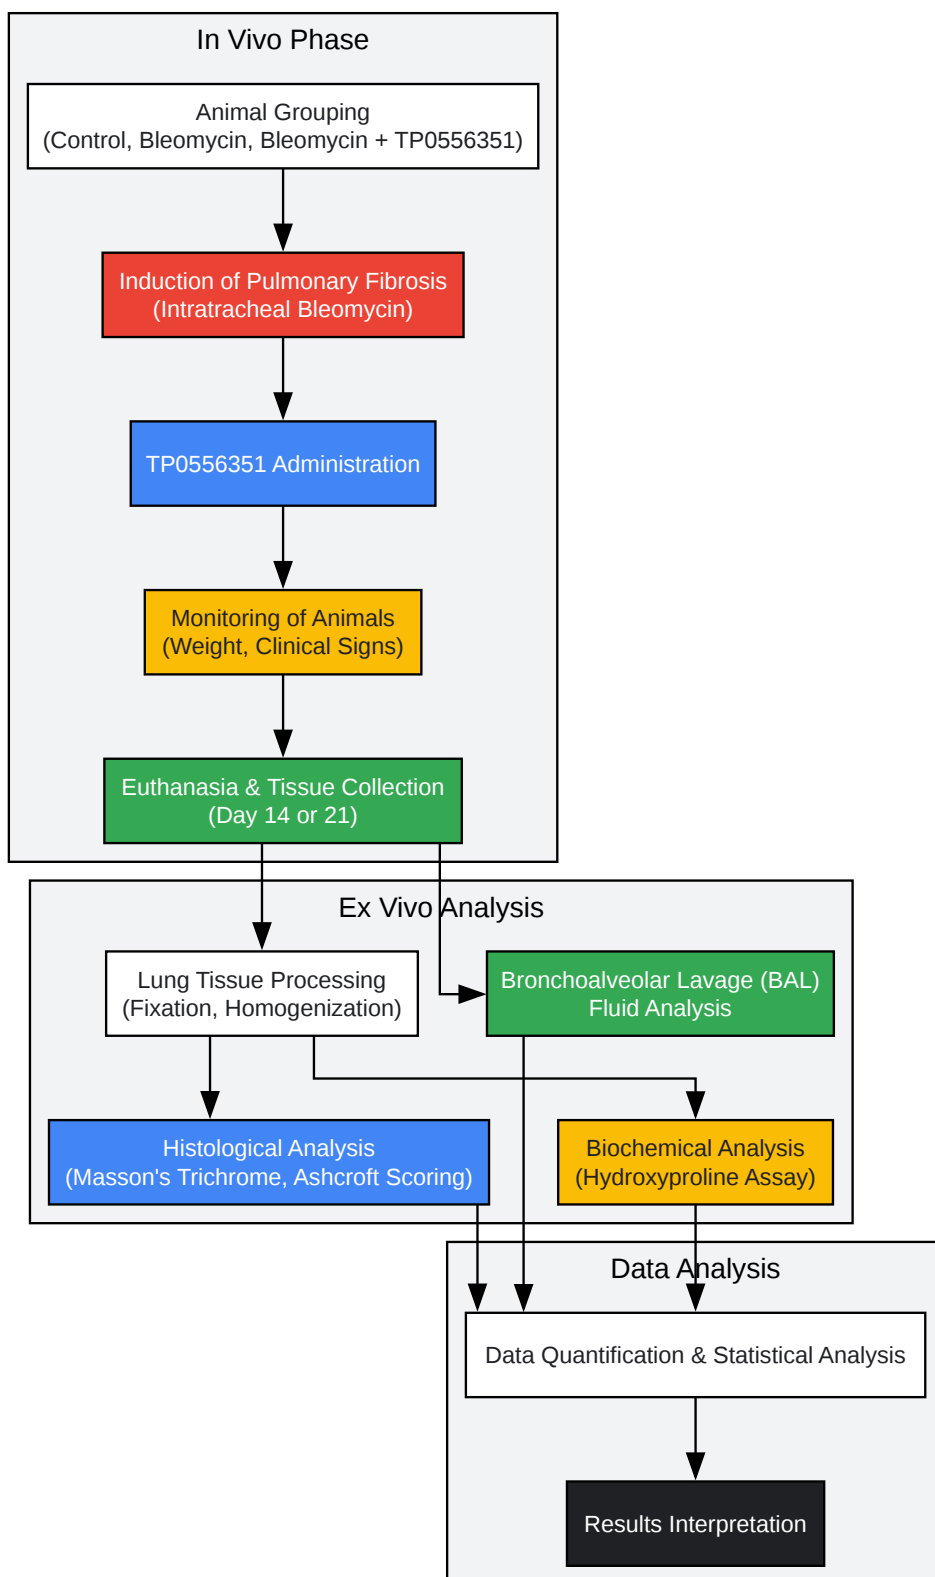 In Vivo Phase
Animal Grouping
(Control, Bleomycin, Bleomycin + TP0556351)
Induction of Pulmonary Fibrosis
(Intratracheal Bleomycin)
TP0556351 Administration
Monitoring of Animals
(Weight, Clinical Signs)
Euthanasia & Tissue Collection
(Day 14 or 21)
Ex Vivo Analysis
Lung Tissue Processing
(Fixation, Homogenization)
Bronchoalveolar Lavage (BAL)
Fluid Analysis
Histological Analysis
(Masson's Trichrome, Ashcroft Scoring)
Biochemical Analysis
(Hydroxyproline Assay)
Data Analysis
Data Quantification & Statistical Analysis
Results Interpretation